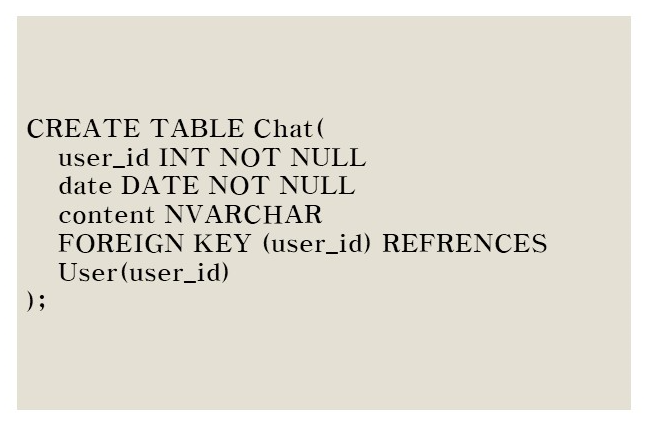 CREATE TABLE Chat(
user_id INT NOT NULL
date DATE NOT NULL
content NVARCHAR
FOREIGN KEY (user_id) REFRENCES
User(user_id)
);